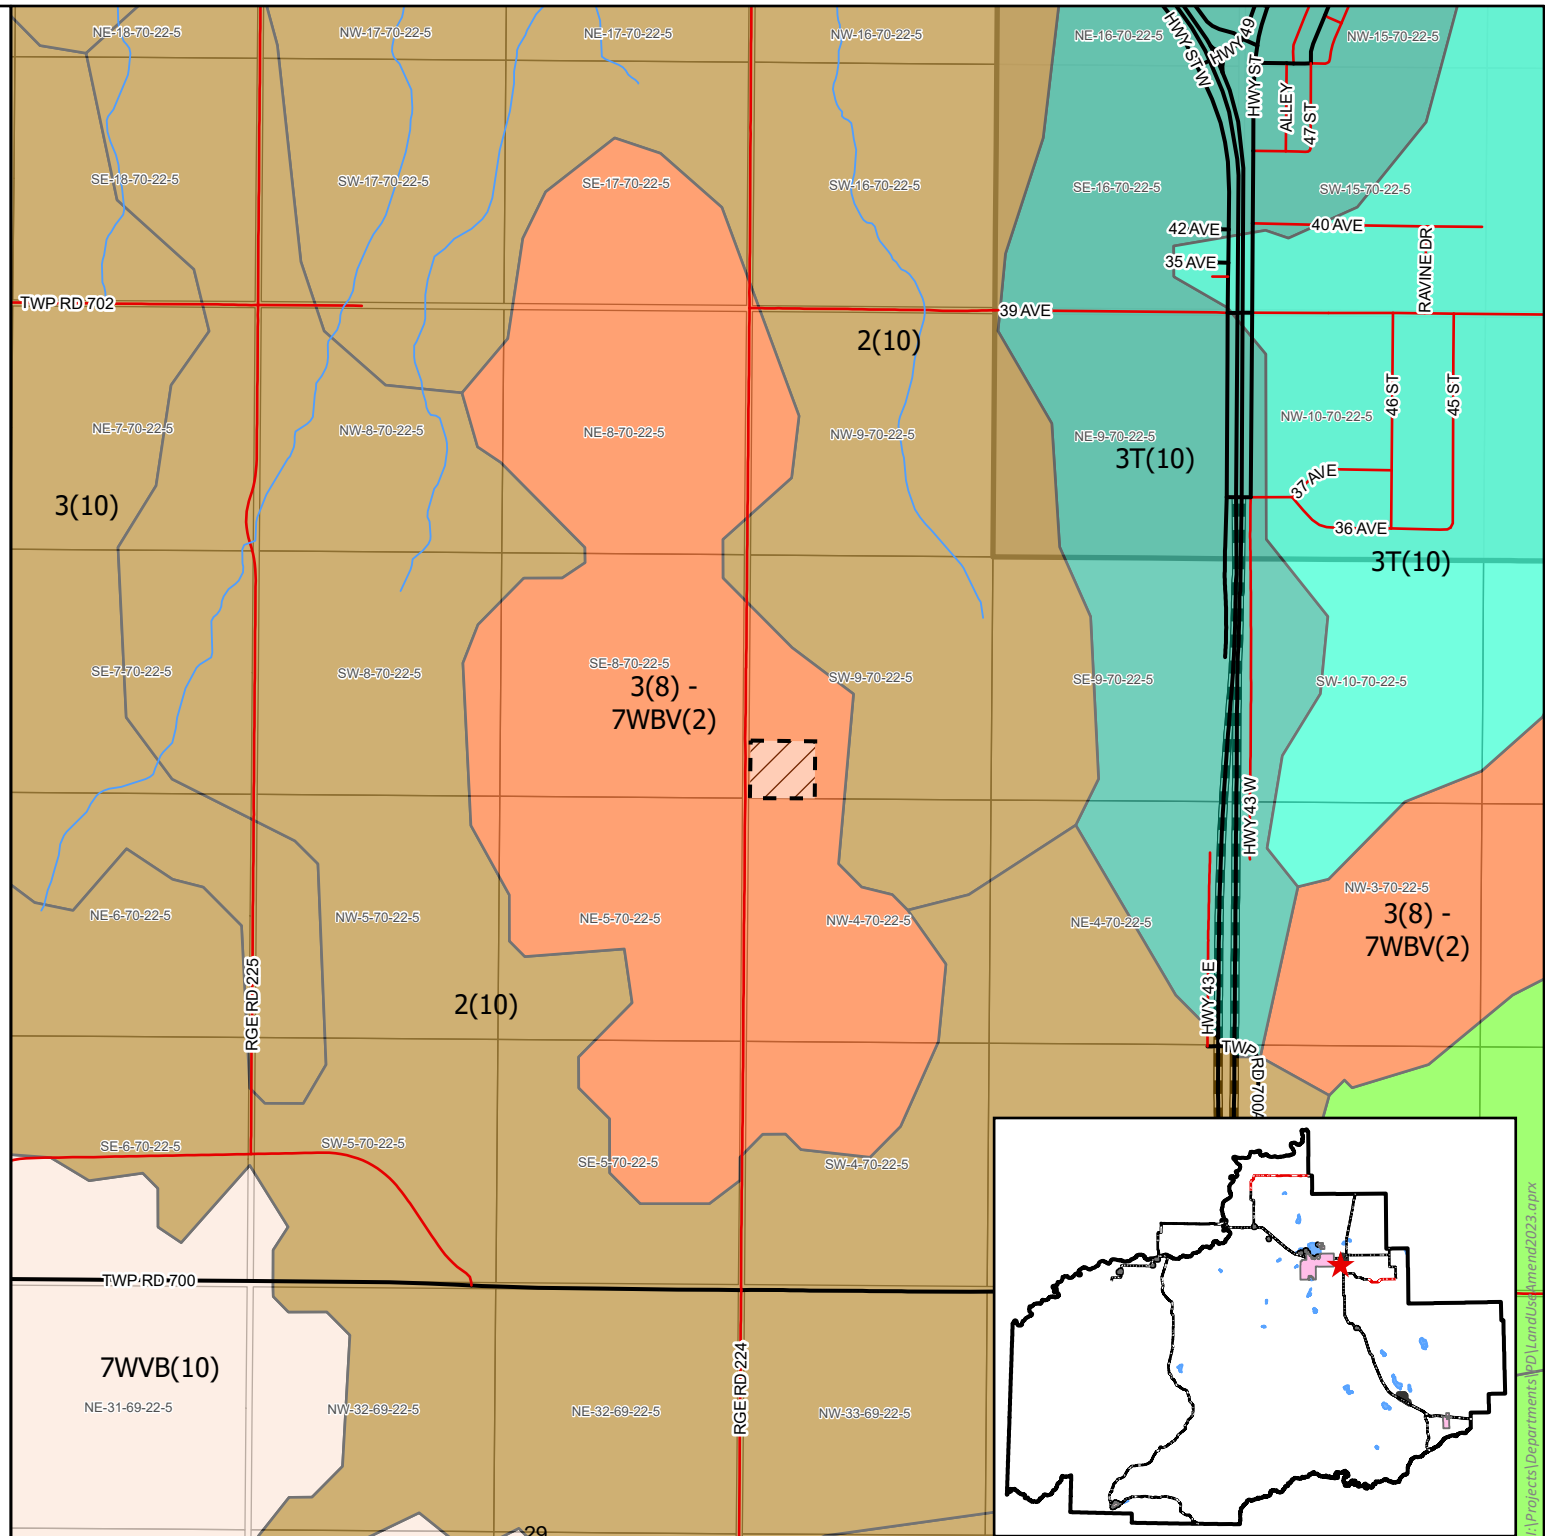 NE-18-70-22-5
NW-17-70-22-5
NE-17-70-22-5
NW-16-70-22-5
NE-16-70-22-5
HWY ST W
HWY 49
HWY ST
NW-15-70-22-5
ALLEY
47 ST
SE-18-70-22-5
SW-17-70-22-5
SE-17-70-22-5
SW-16-70-22-5
SE-16-70-22-5
SW-15-70-22-5
42 AVE
40 AVE
35 AVE
RAVINE DR
TWP RD 702
39 AVE
2(10)
NE-7-70-22-5
NW-8-70-22-5
NE-8-70-22-5
NW-9-70-22-5
NE-9-70-22-5
3T(10)
NW-10-70-22-5
46 ST
45 ST
37 AVE
36 AVE
3(10)
3T(10)
SE-7-70-22-5
SW-8-70-22-5
SE-8-70-22-5
3(8) -
7WBV(2)
SW-9-70-22-5
SE-9-70-22-5
SW-10-70-22-5
HWY 43 W
NE-6-70-22-5
NW-5-70-22-5
NE-5-70-22-5
NW-4-70-22-5
NE-4-70-22-5
NW-3-70-22-5
3(8) -
7WBV(2)
RGE RD 225
2(10)
HWY 43 E
TWP RD 700A
SE-6-70-22-5
SW-5-70-22-5
SE-5-70-22-5
SW-4-70-22-5
TWP RD 700
7WVB(10)
RGE RD 224
NE-31-69-22-5
NW-32-69-22-5
NE-32-69-22-5
NW-33-69-22-5
29
:\Projects\Departments\PD\LandUseAmend2023.aprx